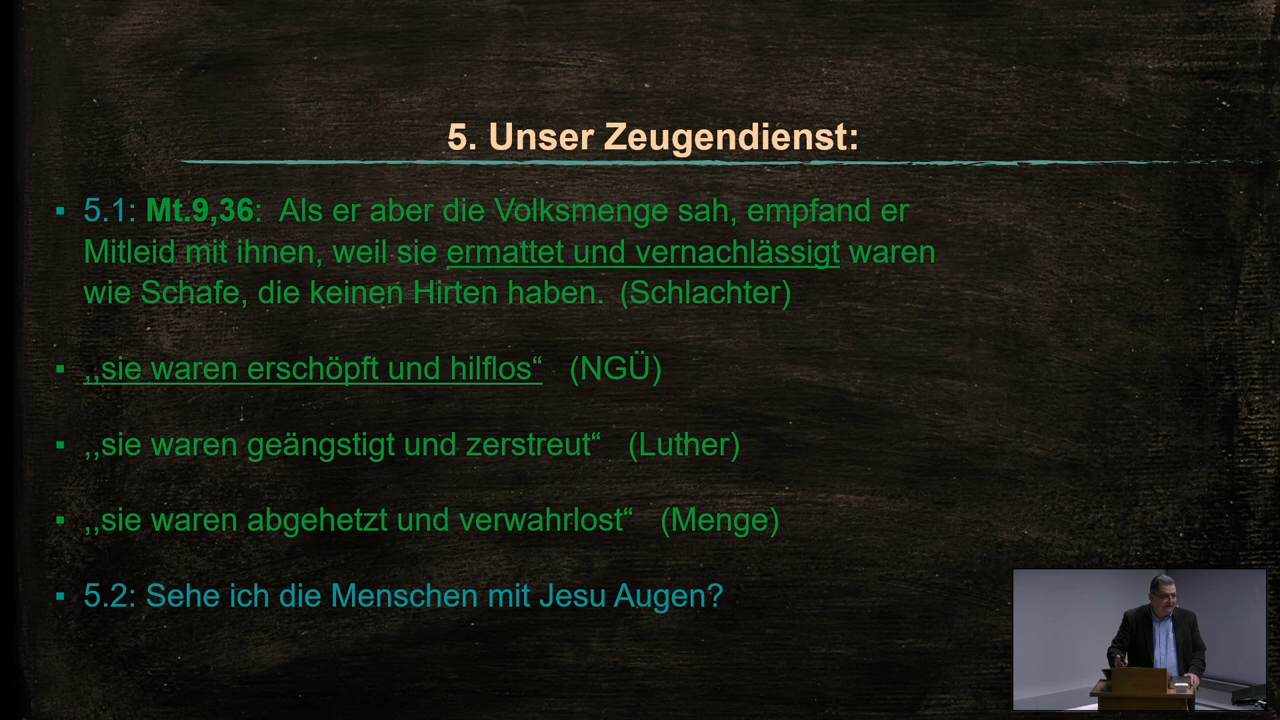 5. Unser Zeugendienst:
▪ 5.1: Mt.9,36: Als er aber die Volksmenge sah, empfand er
Mitleid mit ihnen, weil sie ermattet und vernachlässigt waren
wie Schafe, die keinen Hirten haben. (Schlachter)
▪ ,,sie waren erschöpft und hilflos“ (NGÜ)
▪ ,,sie waren geängstigt und zerstreut“ (Luther)
▪ ,,sie waren abgehetzt und verwahrlost“ (Menge)
▪ 5.2: Sehe ich die Menschen mit Jesu Augen?